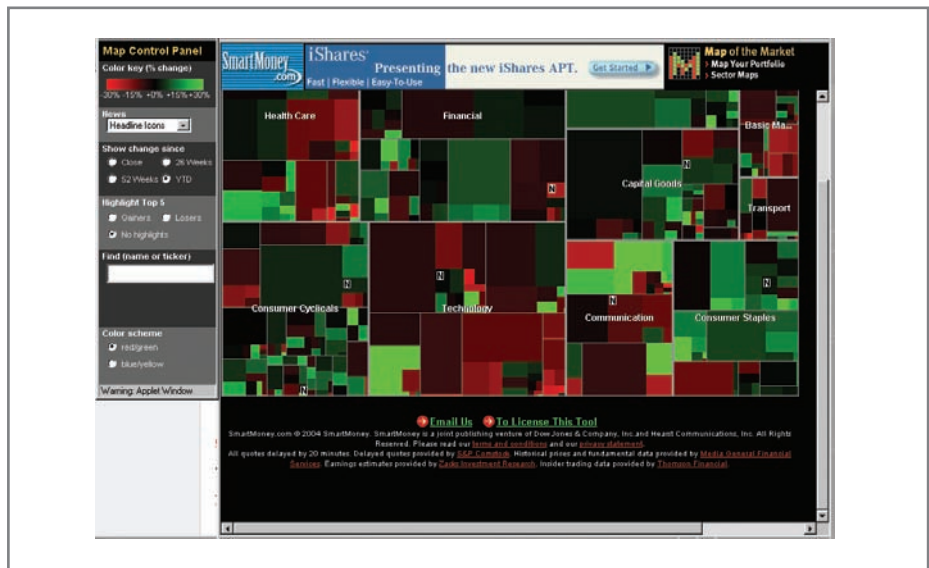 Map Control Panel
Color key (% change)
-30% -15% +0% +15% +30%
News
Headline Icons
Show change since
Close 26 Weeks
52 Weeks YTD
Highlight Top 5
Gainers Losers
No highlights
Find (name or ticker)
Color scheme
red/green
blue/yellow
Warning: Applet Window
SmartMoney.com
iShares
Presenting the new iShares APT.
Fast | Flexible | Easy-To-Use
Get Started
Map of the Market
Map Your Portfolio
Sector Maps
Health Care
Financial
Basic Ma...
N
N
Capital Goods
Transport
N
N
N
Consumer Cyclicals
Technology
N
Communication
Consumer Staples
N
Email Us To License This Tool
SmartMoney.com © 2004 SmartMoney. SmartMoney is a joint publishing venture of Dow Jones & Company, Inc. and Hearst Communications, Inc. All Rights
Reserved. Please read our terms and conditions and our privacy statement.
All quotes delayed by 20 minutes. Delayed quotes provided by S&P Comstock. Historical prices and fundamental data provided by Media General Financial
Services. Earnings estimates provided by Zacks Investment Research. Insider trading data provided by Thomson Financial.